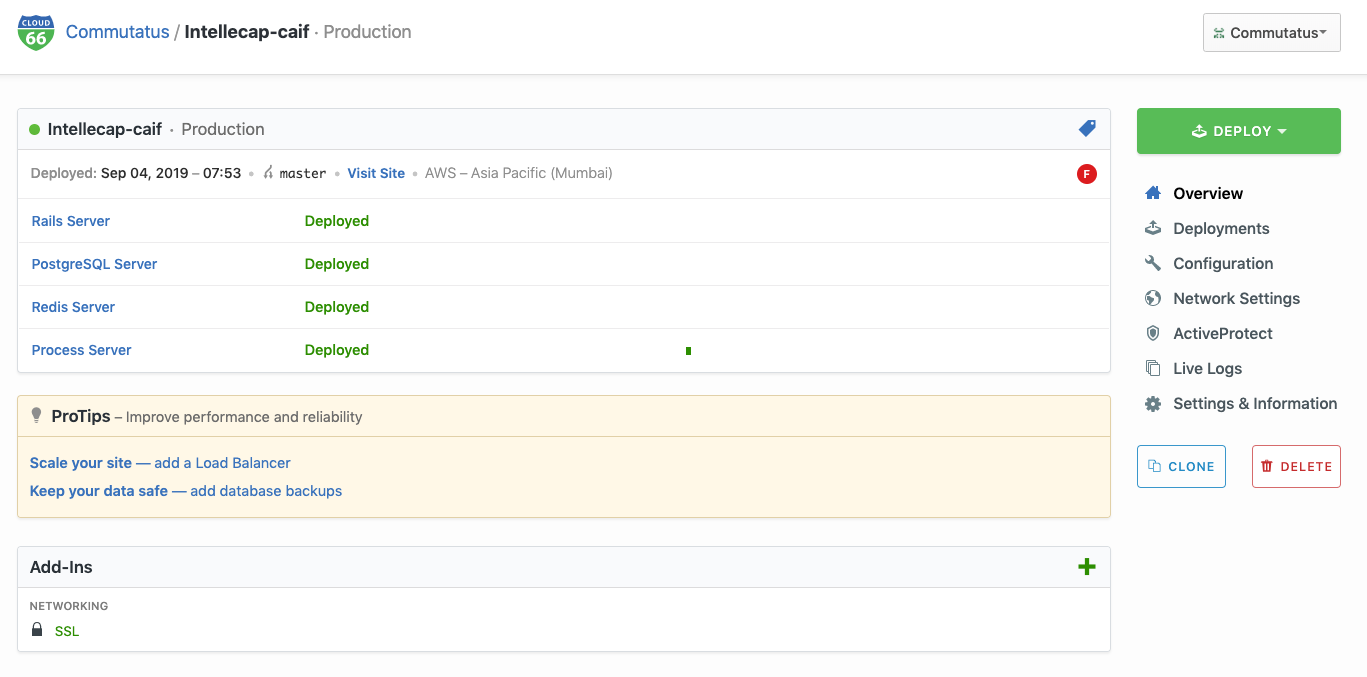 CLOUD
66
Commutatus / Intellecap-caif · Production
Commutatus
Intellecap-caif · Production
Deployed: Sep 04, 2019 – 07:53 • master • Visit Site • AWS – Asia Pacific (Mumbai)
F
Rails Server Deployed
PostgreSQL Server Deployed
Redis Server Deployed
Process Server Deployed
ProTips – Improve performance and reliability
Scale your site — add a Load Balancer
Keep your data safe — add database backups
Add-Ins
NETWORKING
SSL
DEPLOY
Overview
Deployments
Configuration
Network Settings
ActiveProtect
Live Logs
Settings & Information
CLONE
DELETE